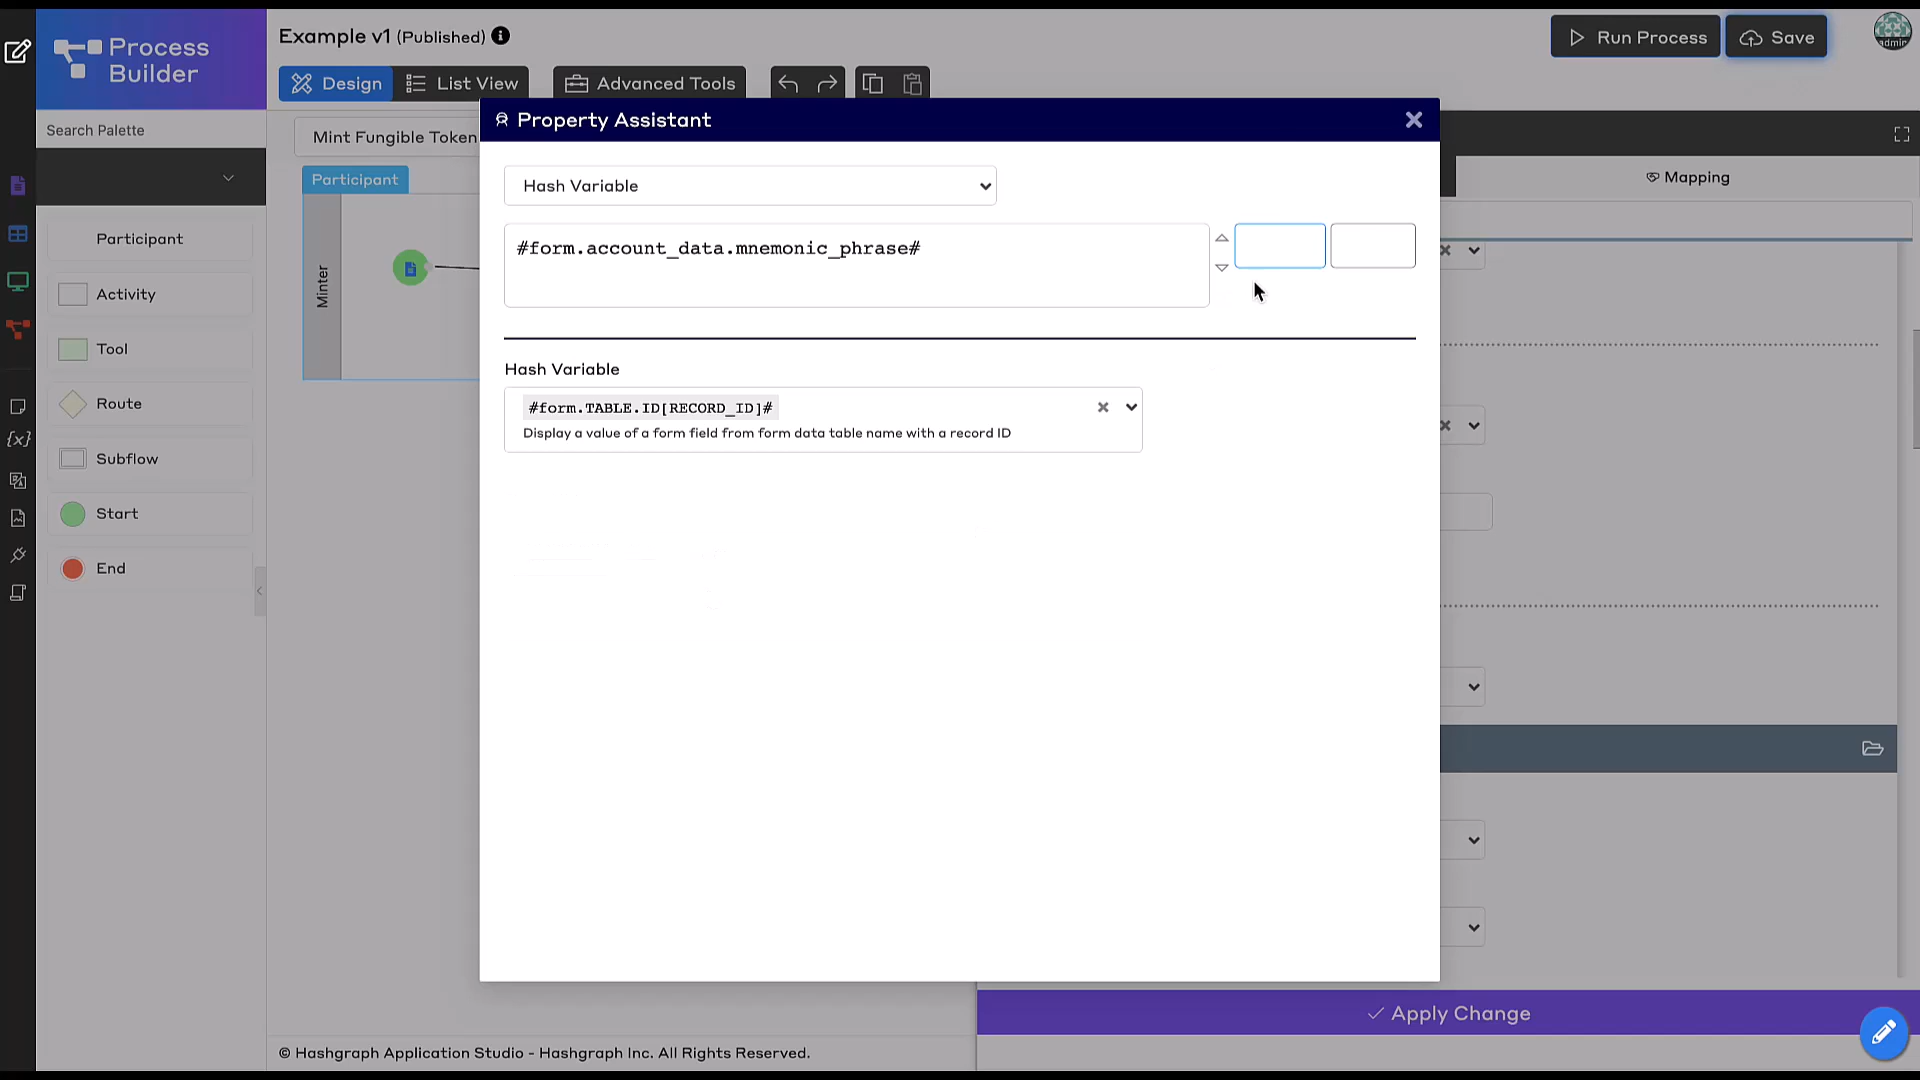 Process
Builder
Example v1 (Published)
Run Process
Save
admin
Design
List View
Advanced Tools
Search Palette
Mint Fungible Token
Property Assistant
Participant
Mapping
Hash Variable
Participant
#form.account_data.mnemonic_phrase#
Minter
Activity
Tool
Hash Variable
Route
#form.TABLE.ID[RECORD_ID]#
Display a value of a form field from form data table name with a record ID
{x}
Subflow
Start
End
Apply Change
© Hashgraph Application Studio - Hashgraph Inc. All Rights Reserved.